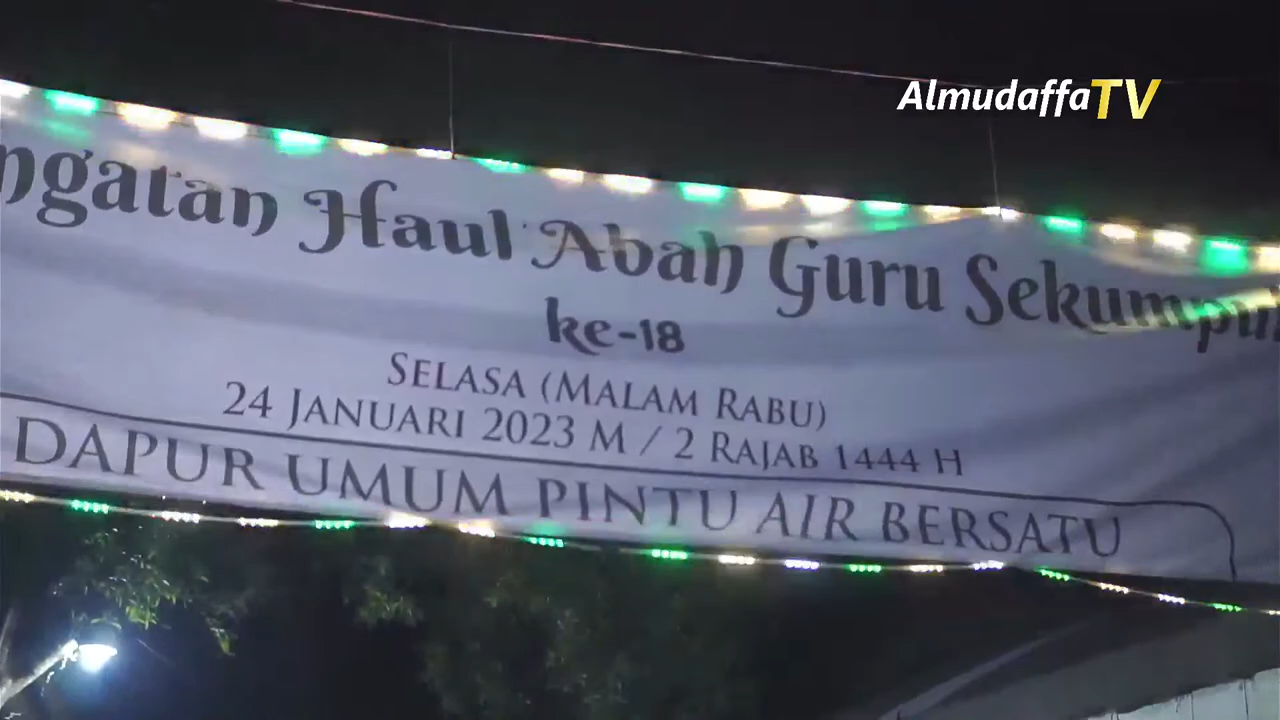 AlmudaffaTV
ngatan Haul Abah Guru Sekumpul
ke-18
SELASA (MALAM RABU)
24 JANUARI 2023 M / 2 RAJAB 1444 H
DAPUR UMUM PINTU AIR BERSATU